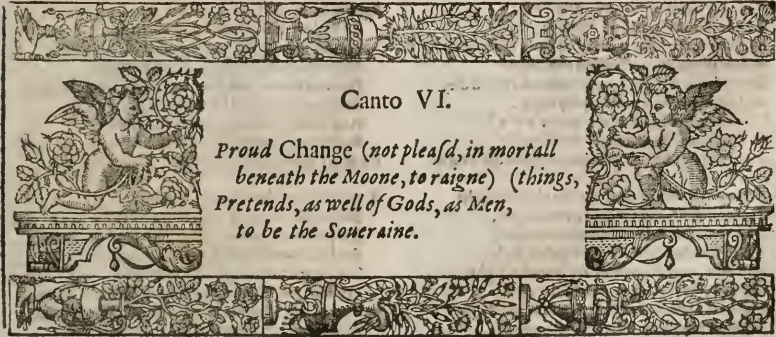 Canto VI.
Proud Change (not pleaſd, in mortall
beneath the Moone, to raigne) (things,
Pretends, as well of Gods, as Men,
to be the Soueraine.